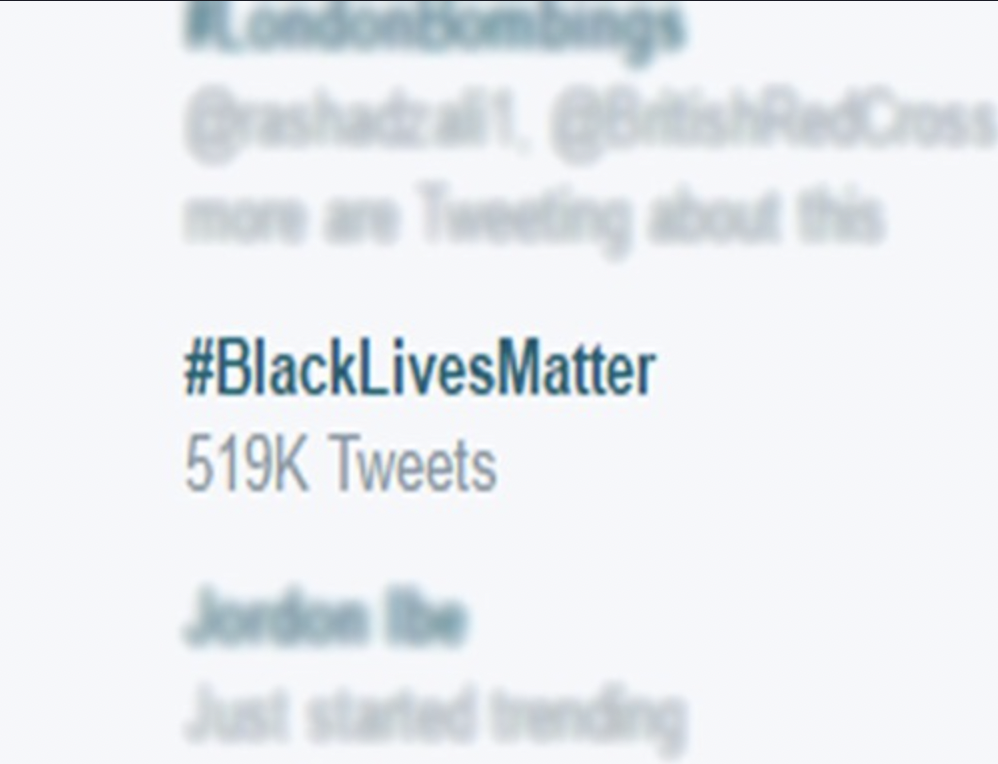 #LondonBombings
@rashadzali1, @BritishRedCross
more are Tweeting about this
#BlackLivesMatter
519K Tweets
Jordon Ibe
Just started trending